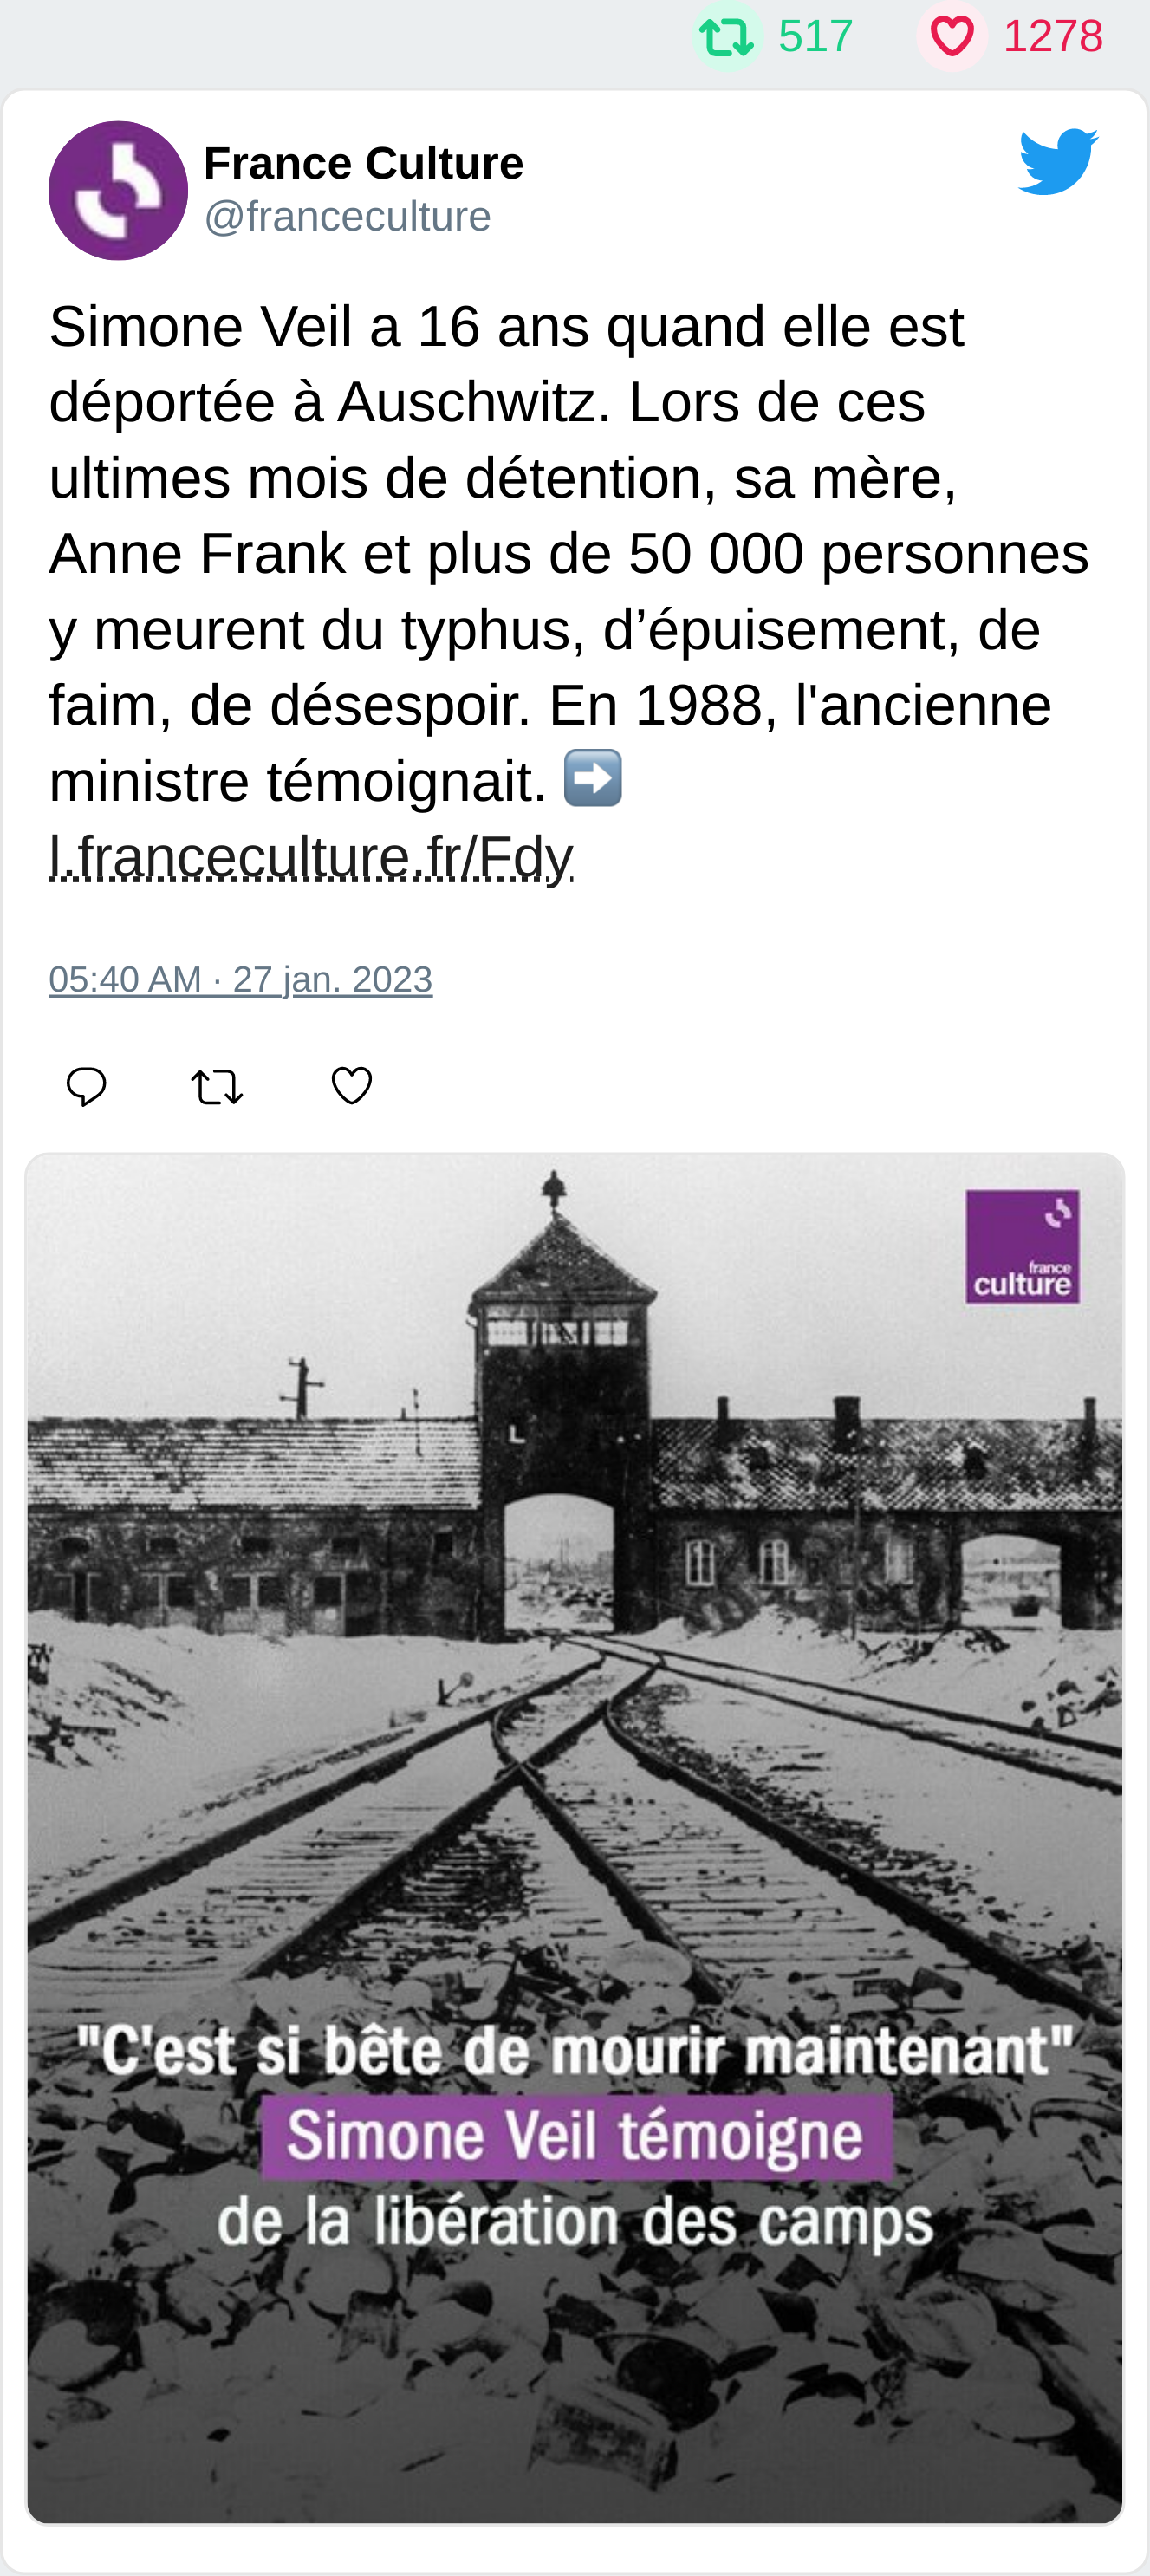 517 1278
France Culture
@franceculture
Simone Veil a 16 ans quand elle est
déportée à Auschwitz. Lors de ces
ultimes mois de détention, sa mère,
Anne Frank et plus de 50 000 personnes
y meurent du typhus, d’épuisement, de
faim, de désespoir. En 1988, l'ancienne
ministre témoignait. ➡️
l.franceculture.fr/Fdy
05:40 AM · 27 jan. 2023
france
culture
"C'est si bête de mourir maintenant"
Simone Veil témoigne
de la libération des camps